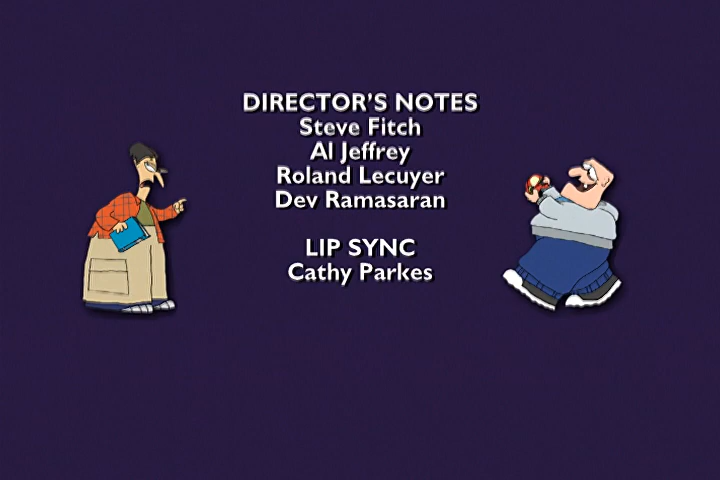 DIRECTOR'S NOTES
Steve Fitch
Al Jeffrey
Roland Lecuyer
Dev Ramasaran
LIP SYNC
Cathy Parkes